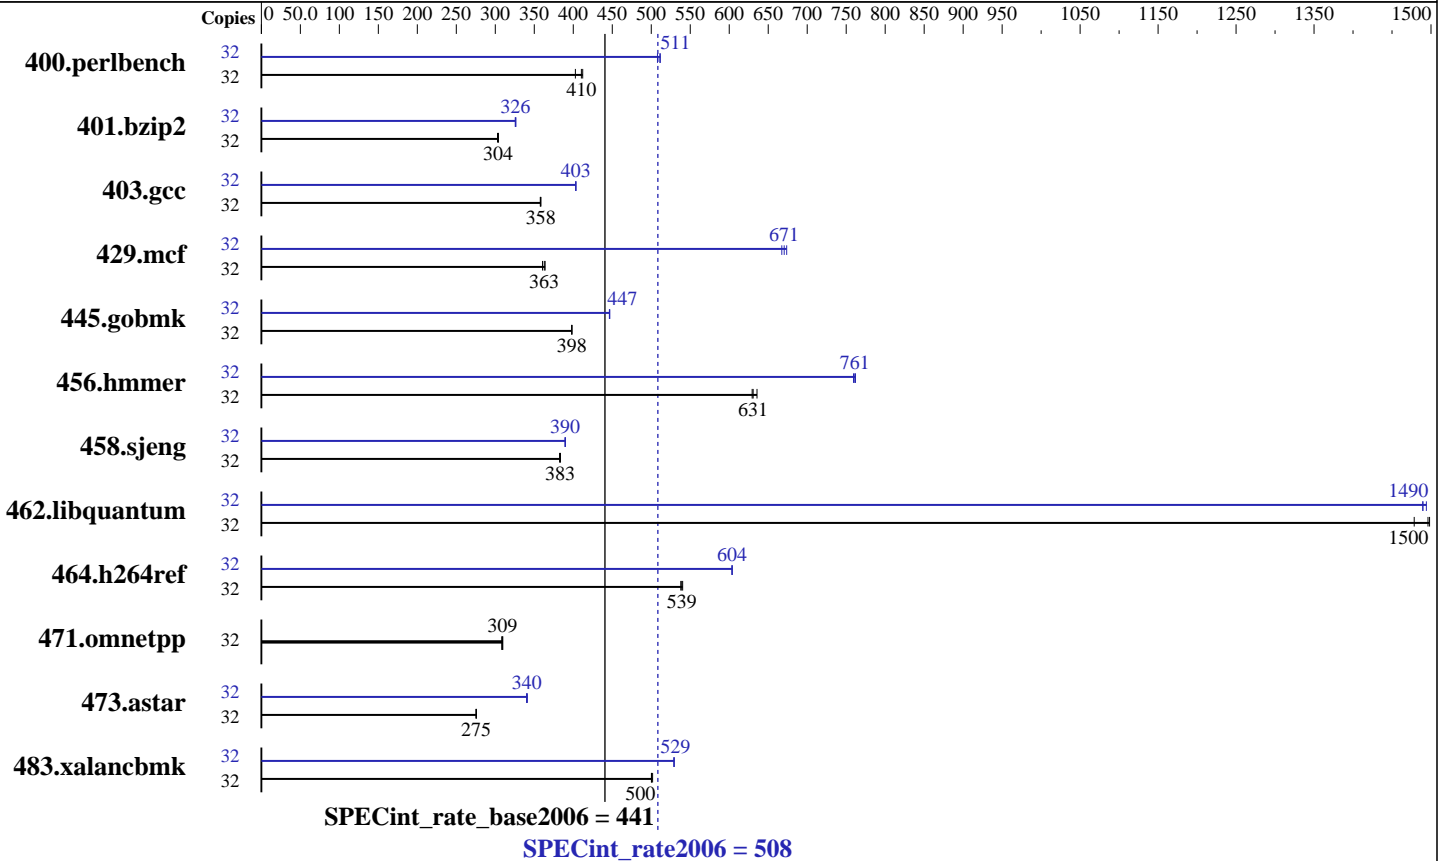 Copies 0 50.0 100 150 200 250 300 350 400 450 500 550 600 650 700 750 800 850 900 950 1050 1150 1250 1350 1500
400.perlbench 32 511
32 410
401.bzip2 32 326
32 304
403.gcc 32 403
32 358
429.mcf 32 671
32 363
445.gobmk 32 447
32 398
456.hmmer 32 761
32 631
458.sjeng 32 390
32 383
462.libquantum 32 1490
32 1500
464.h264ref 32 604
32 539
471.omnetpp 32 309
473.astar 32 340
32 275
483.xalancbmk 32 529
32 500
SPECint_rate_base2006 = 441
SPECint_rate2006 = 508